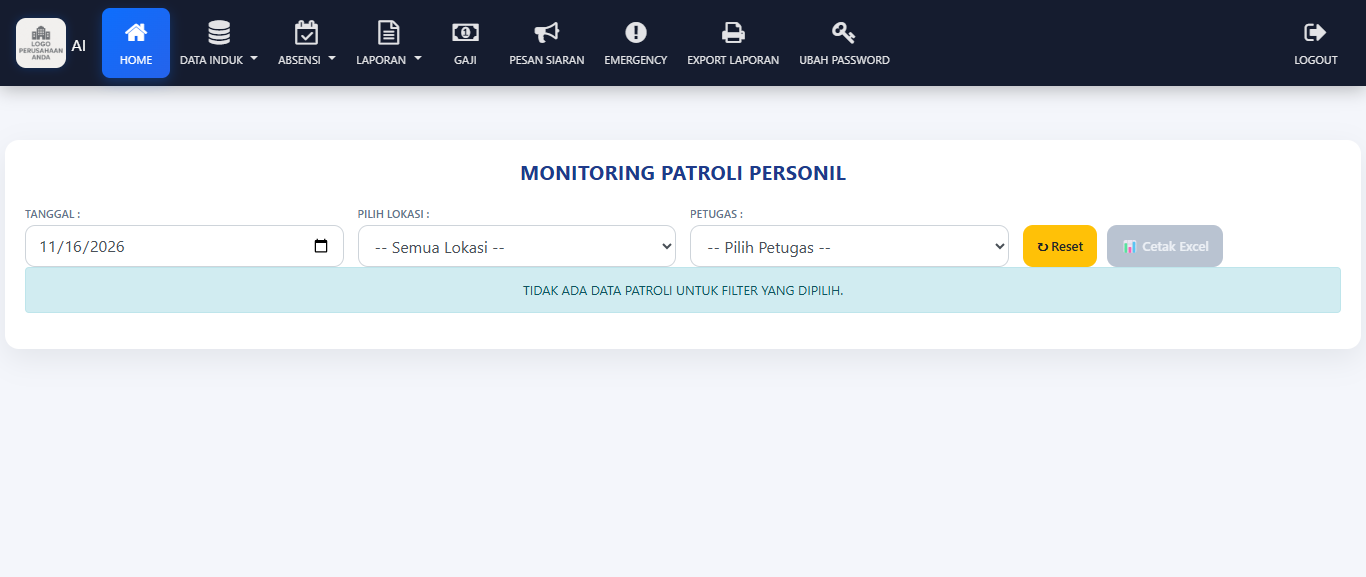 LOGO
PERUSAHAAN
ANDA
AI
HOME
DATA INDUK
ABSENSI
LAPORAN
1
GAJI
PESAN SIARAN
EMERGENCY
EXPORT LAPORAN
UBAH PASSWORD
LOGOUT
MONITORING PATROLI PERSONIL
TANGGAL :
PILIH LOKASI :
PETUGAS :
11/16/2026
-- Semua Lokasi --
-- Pilih Petugas --
↻ Reset
Cetak Excel
TIDAK ADA DATA PATROLI UNTUK FILTER YANG DIPILIH.